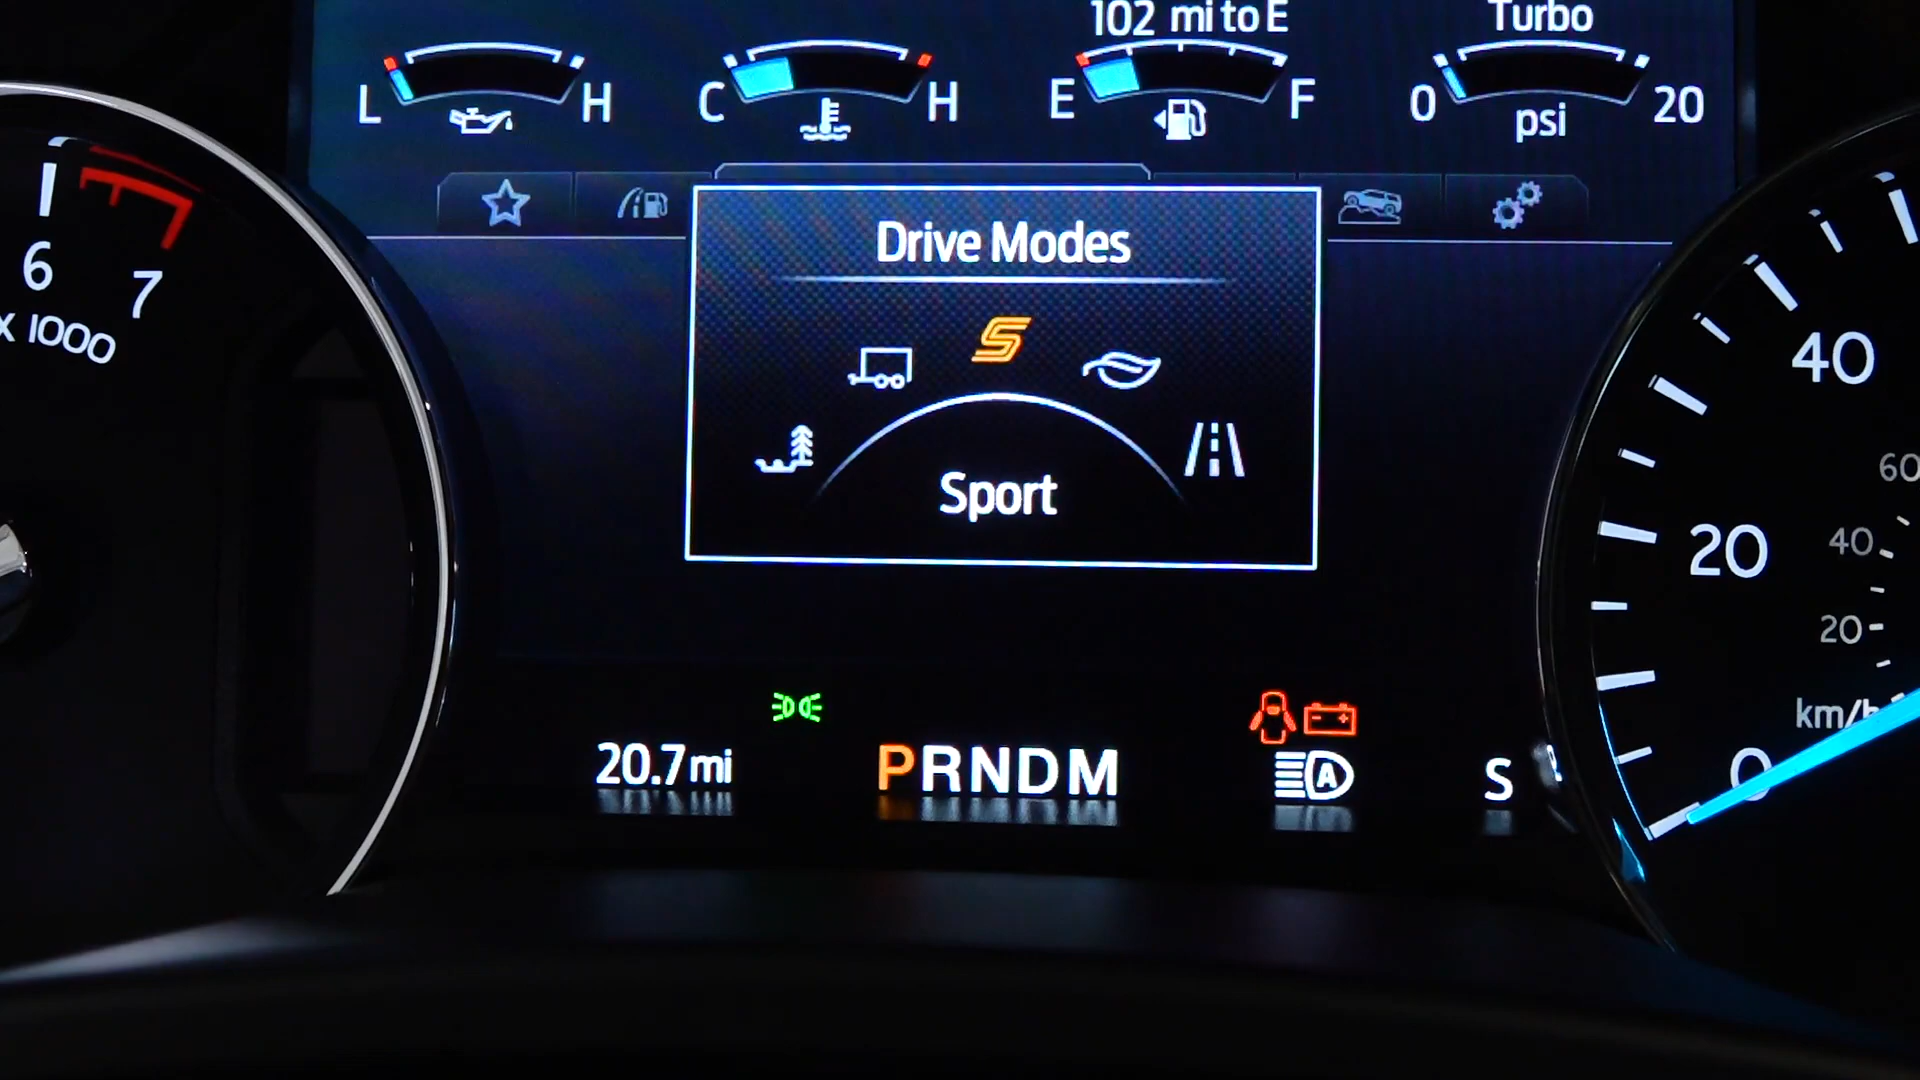 102 mi to E
Turbo
L H
C H
E F
0 20
psi
6 7
x 1000
Drive Modes
S
Sport
40
20
60
40
20
km/h
0
20.7 mi
PRNDM
A
S